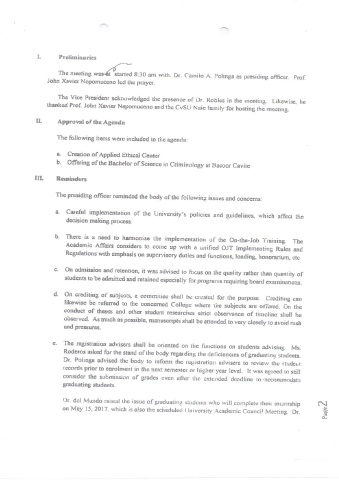 I. Preliminaries
The meeting was started 8:30 am with Dr. Camilo A. Polinga as presiding officer. Prof.
John Xavier Nepomuceno led the prayer.
The Vice President acknowledged the presence of Dr. Robles in the meeting. Likewise, he
thanked Prof. John Xavier Nepomuceno and the CvSU Naic family for hosting the meeting.
II. Approval of the Agenda
The following items were included in the agenda:
a. Creation of Applied Ethical Center
b. Offering of the Bachelor of Science in Criminology at Bacoor Cavite
III. Reminders
The presiding officer reminded the body of the following issues and concerns:
a. Careful implementation of the University's policies and guidelines, which affect the
decision making process.
b. There is a need to harmonize the implementation of the On-the-Job Training. The
Academic Affairs considers to come up with a unified OJT Implementing Rules and
Regulations with emphasis on supervisory duties and functions, loading, honorarium, etc.
c. On admission and retention, it was advised to focus on the quality rather than quantity of
students to be admitted and retained especially for programs requiring board examinations.
d. On crediting of subjects, a committee shall be created for the purpose. Crediting can
likewise be referred to the concerned College where the subjects are offered. On the
conduct of thesis and other student researches strict observance of timeline shall be
observed. As much as possible, manuscripts shall be attended to very closely to avoid rush
and pressures.
e. The registration advisers shall be oriented on the functions on students advising. Ms.
Roderos asked for the stand of the body regarding the deficiencies of graduating students.
Dr. Polinga advised the body to inform the registration advisers to review the student
records prior to enrolment in the next semester or higher year level. It was agreed to still
consider the submission of grades even after the extended deadline to accommodate
graduating students.
Dr. del Mundo raised the issue of graduating students who will complete their internship
on May 15, 2017, which is also the scheduled University Academic Council Meeting. Dr.
Page 2